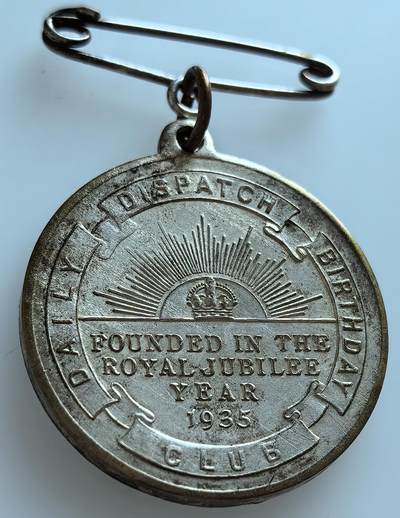 DAILY DISPATCH BIRTHDAY CLUB
FOUNDED IN THE
ROYAL JUBILEE
YEAR
1935